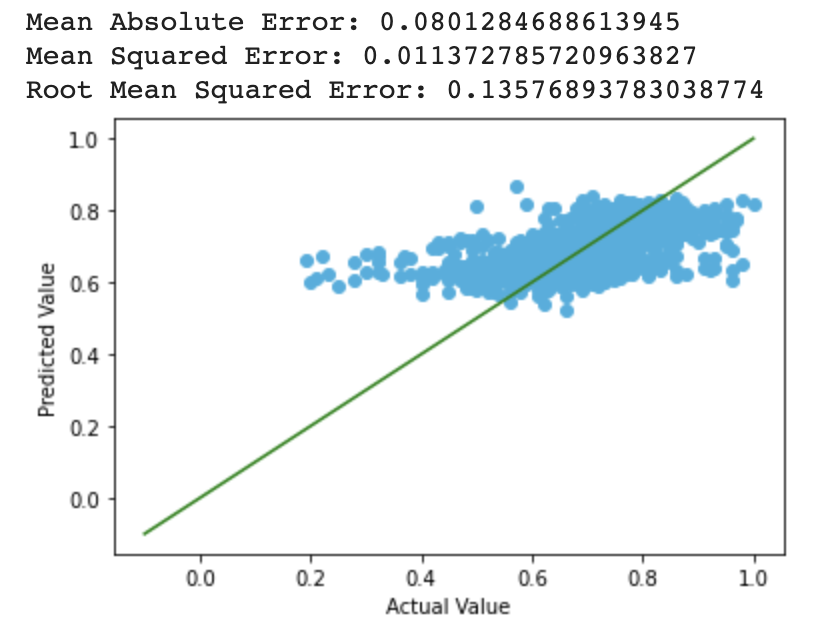 Mean Absolute Error: 0.0801284688613945
Mean Squared Error: 0.011372785720963827
Root Mean Squared Error: 0.13576893783038774
1.0
0.8
0.6
0.4
0.2
0.0
Predicted Value
0.0 0.2 0.4 0.6 0.8 1.0
Actual Value